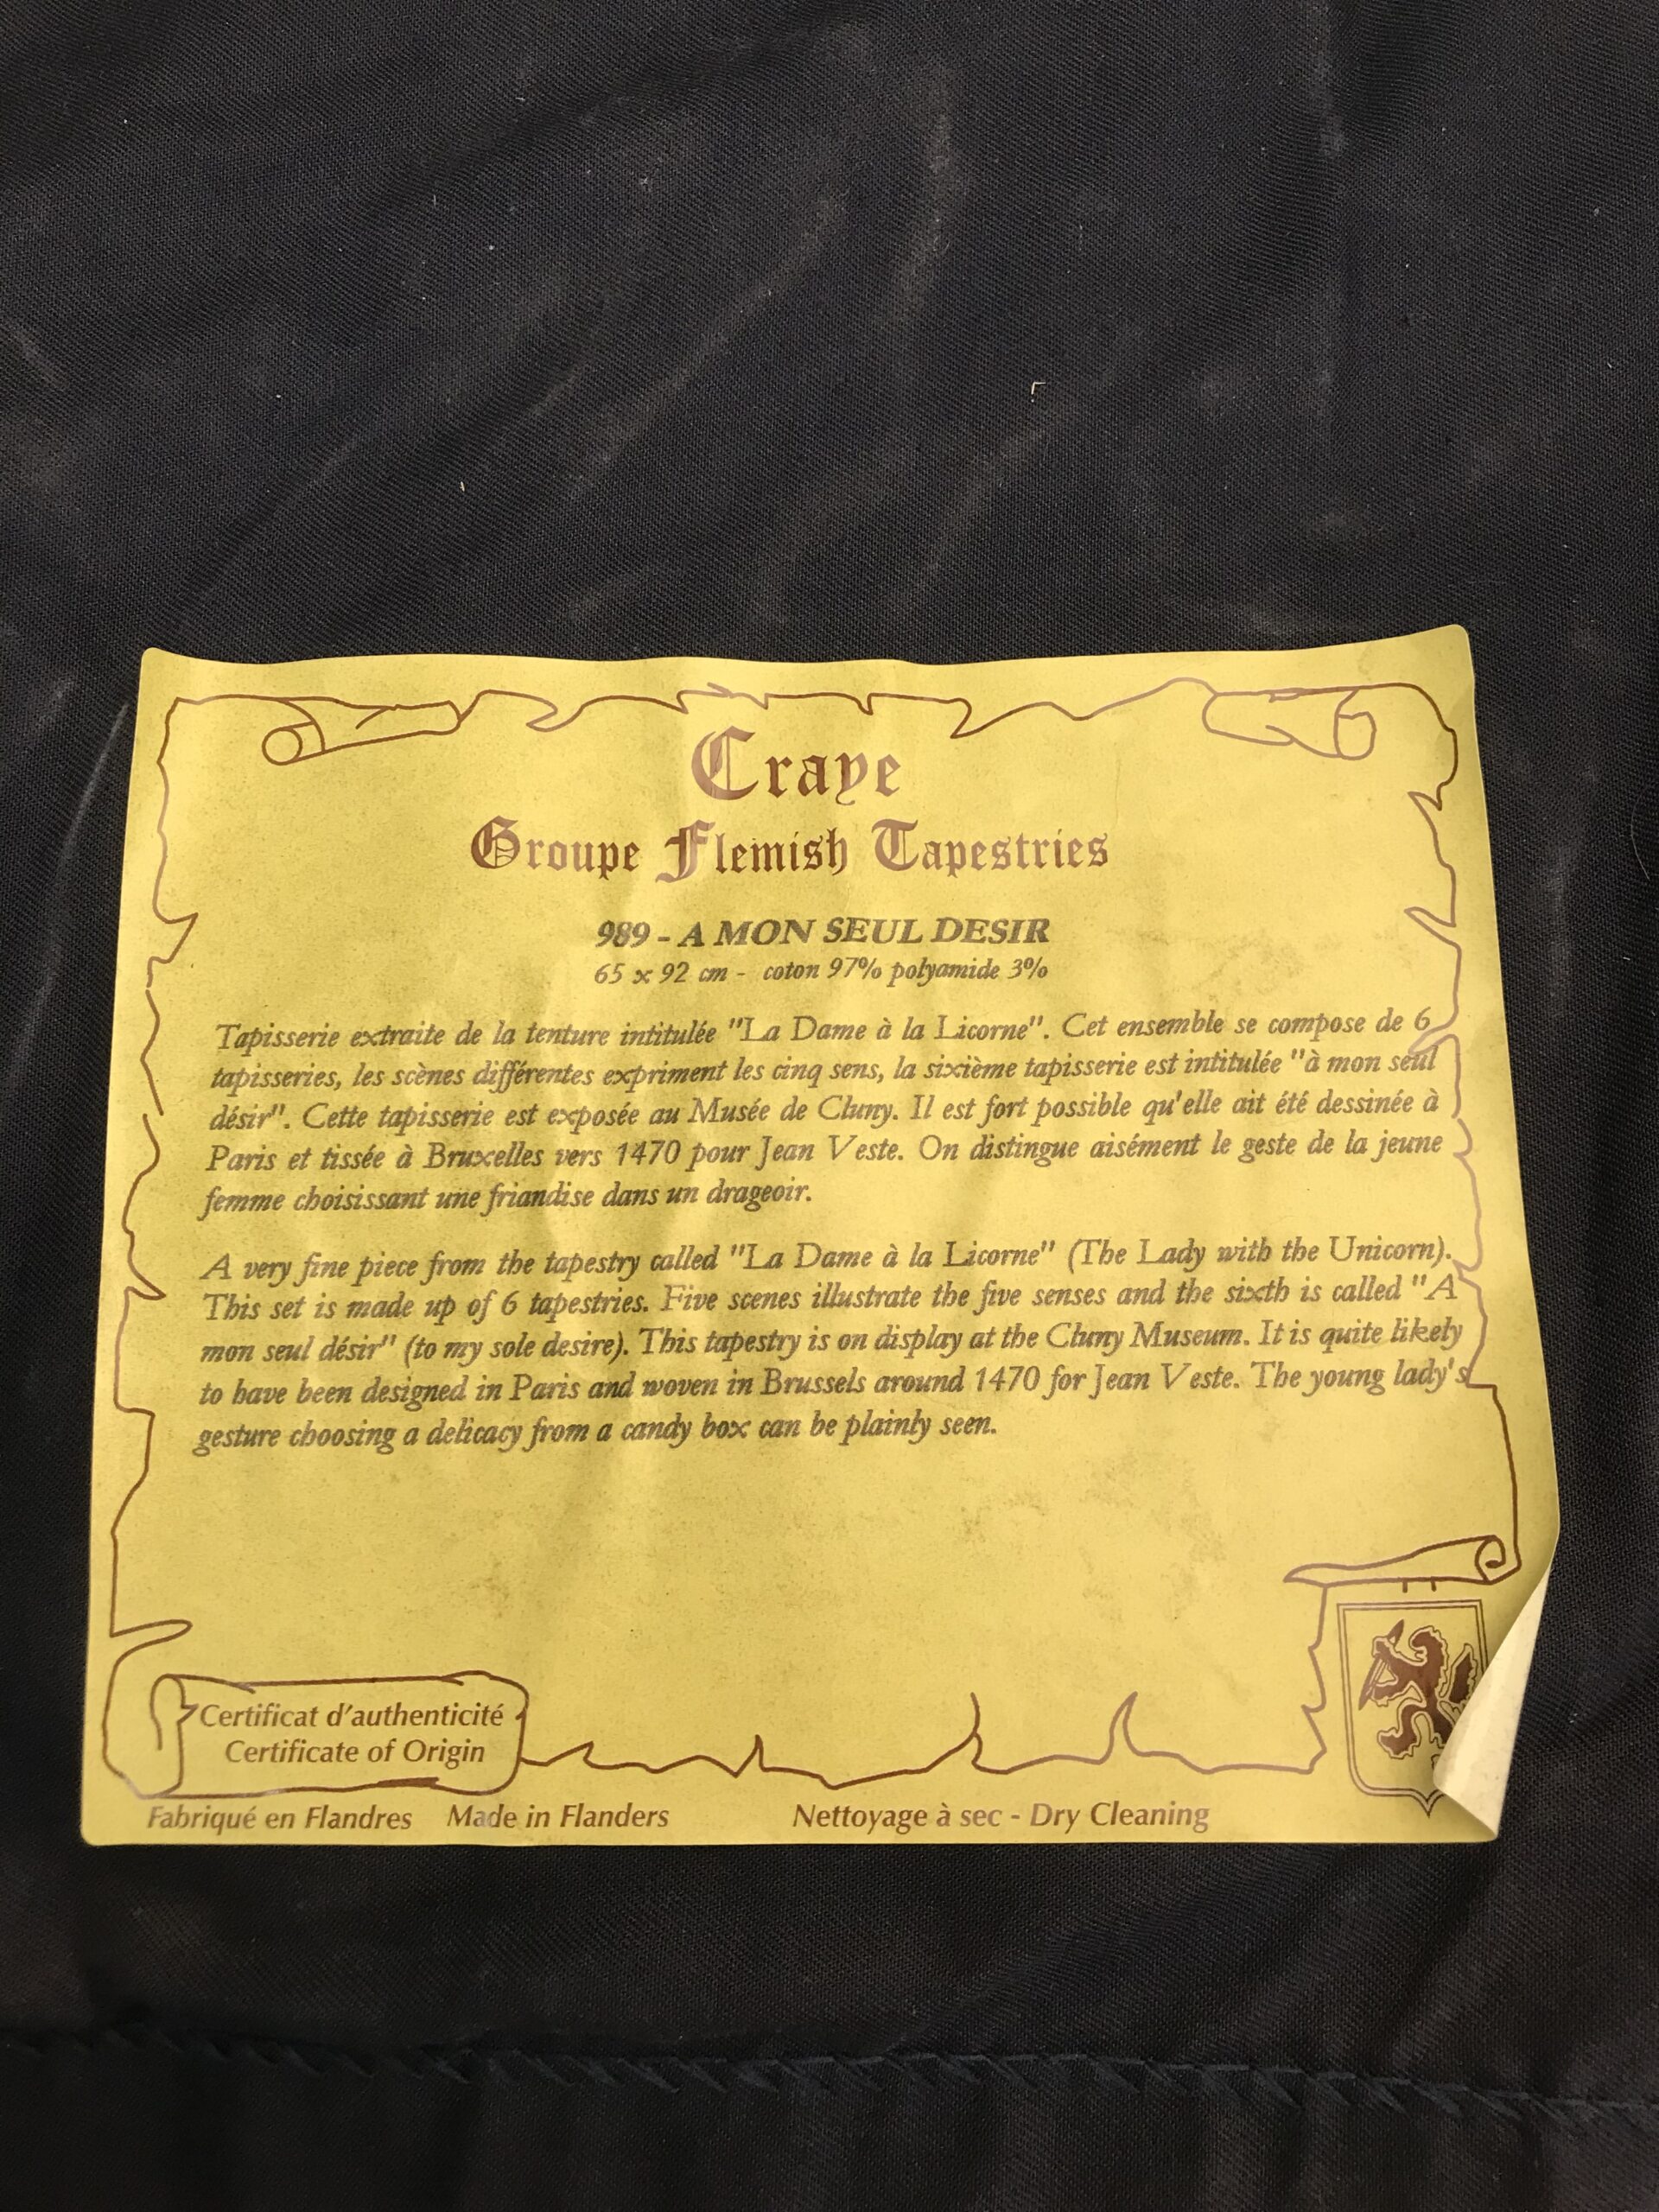 Craye
Groupe Flemish Tapestries
989 - A MON SEUL DESIR
65 x 92 cm - coton 97% polyamide 3%
Tapisserie extraite de la tenture intitulée "La Dame à la Licorne". Cet ensemble se compose de 6
tapisseries, les scènes différentes expriment les cinq sens, la sixième tapisserie est intitulée "à mon seul
désir". Cette tapisserie est exposée au Musée de Cluny. Il est fort possible qu'elle ait été dessinée à
Paris et tissée à Bruxelles vers 1470 pour Jean Veste. On distingue aisément le geste de la jeune
femme choisissant une friandise dans un drageoir.
A very fine piece from the tapestry called "La Dame à la Licorne" (The Lady with the Unicorn).
This set is made up of 6 tapestries. Five scenes illustrate the five senses and the sixth is called "A
mon seul désir" (to my sole desire). This tapestry is on display at the Cluny Museum. It is quite likely
to have been designed in Paris and woven in Brussels around 1470 for Jean Veste. The young lady's
gesture choosing a delicacy from a candy box can be plainly seen.
Certificat d'authenticité
Certificate of Origin
Fabriqué en Flandres Made in Flanders Nettoyage à sec - Dry Cleaning